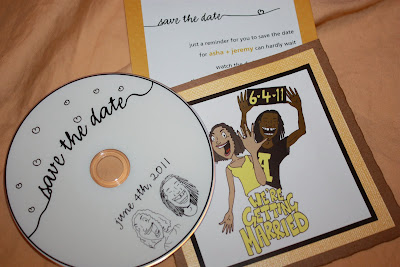 save the date
just a reminder for you to save the date
for asha + jeremy can hardly wait
watch the
save the date
june 4th, 2011
6-4-11
WE'RE
GETTING
MARRIED